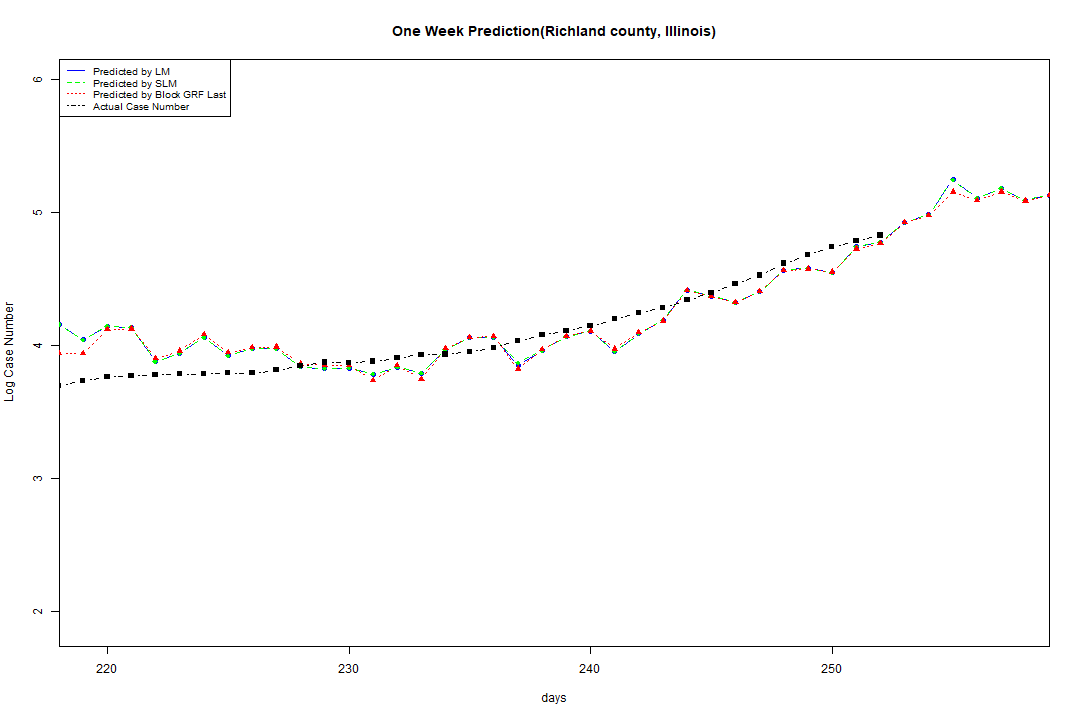 One Week Prediction(Richland county, Illinois)
Predicted by LM
Predicted by SLM
Predicted by Block GRF Last
Actual Case Number
6
5
4
3
2
Log Case Number
220
230
240
250
days